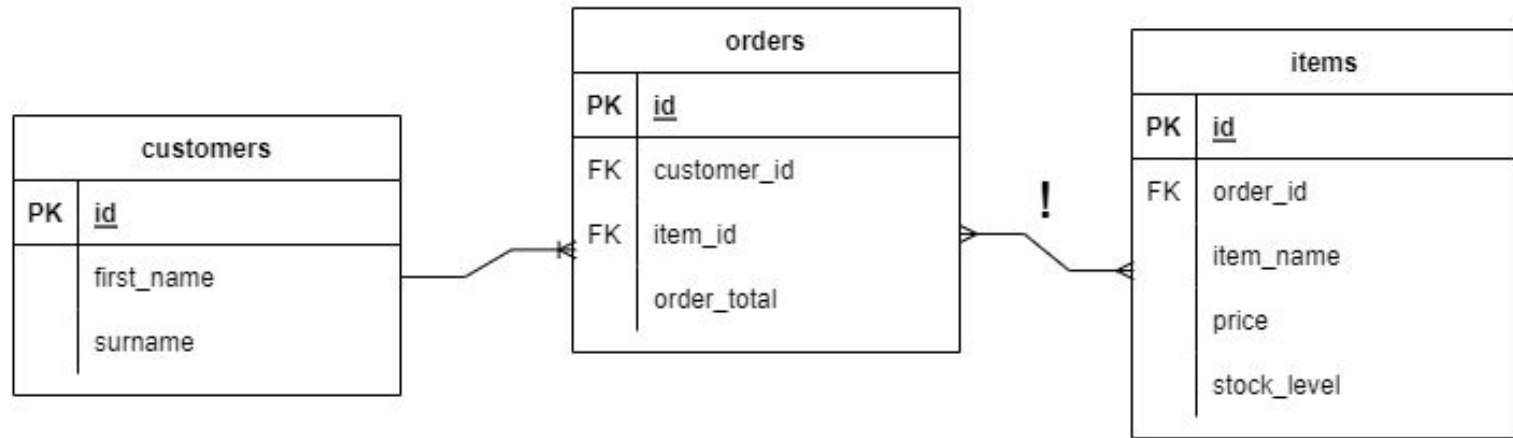 customers
PK id
first_name
surname
orders
PK id
FK customer_id
FK item_id
order_total
!
items
PK id
FK order_id
item_name
price
stock_level